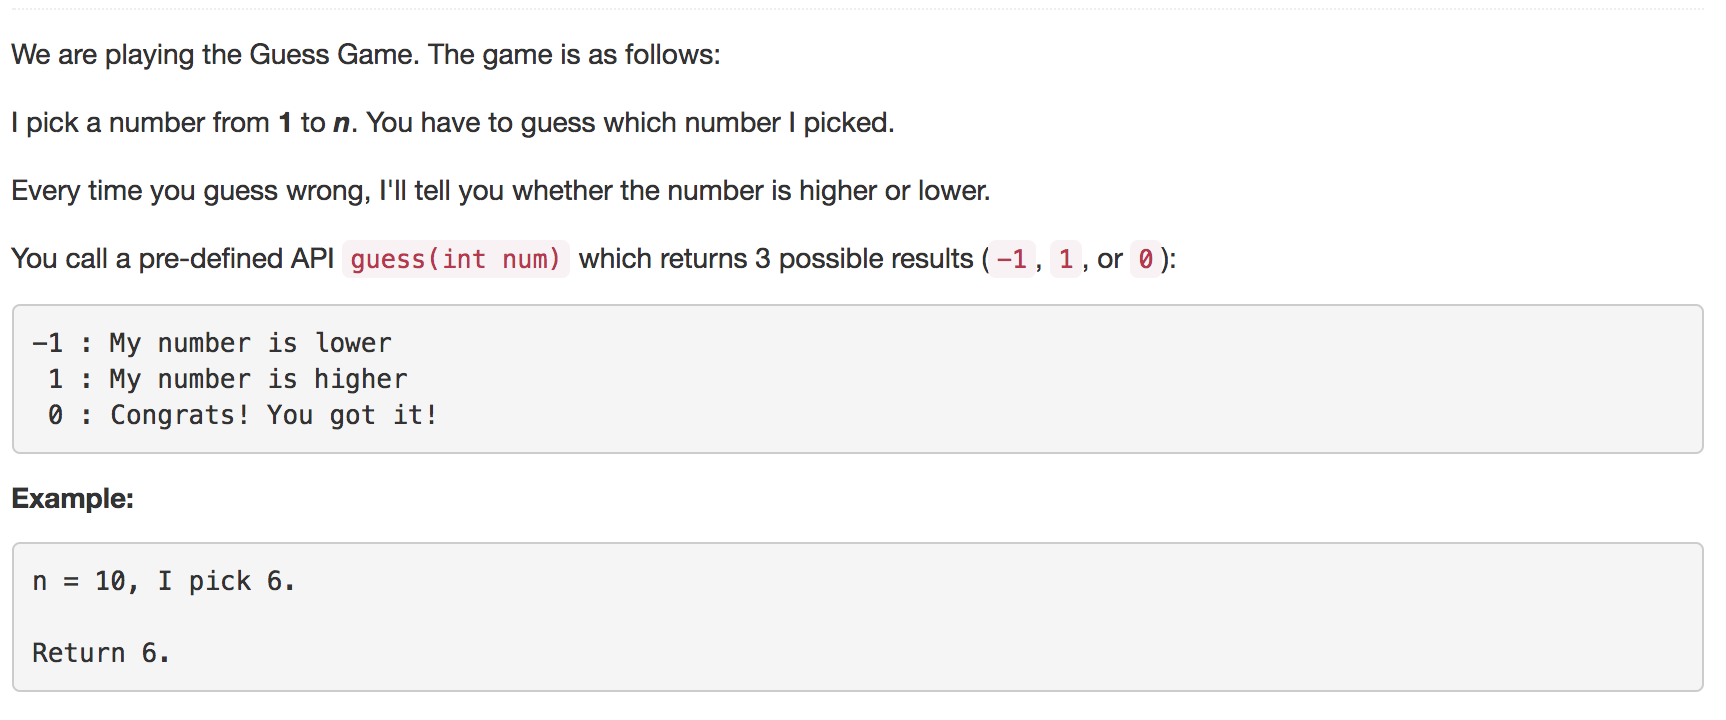 We are playing the Guess Game. The game is as follows:
I pick a number from 1 to n. You have to guess which number I picked.
Every time you guess wrong, I'll tell you whether the number is higher or lower.
You call a pre-defined API guess(int num) which returns 3 possible results (-1, 1, or 0):
-1 : My number is lower
1 : My number is higher
0 : Congrats! You got it!
Example:
n = 10, I pick 6.
Return 6.